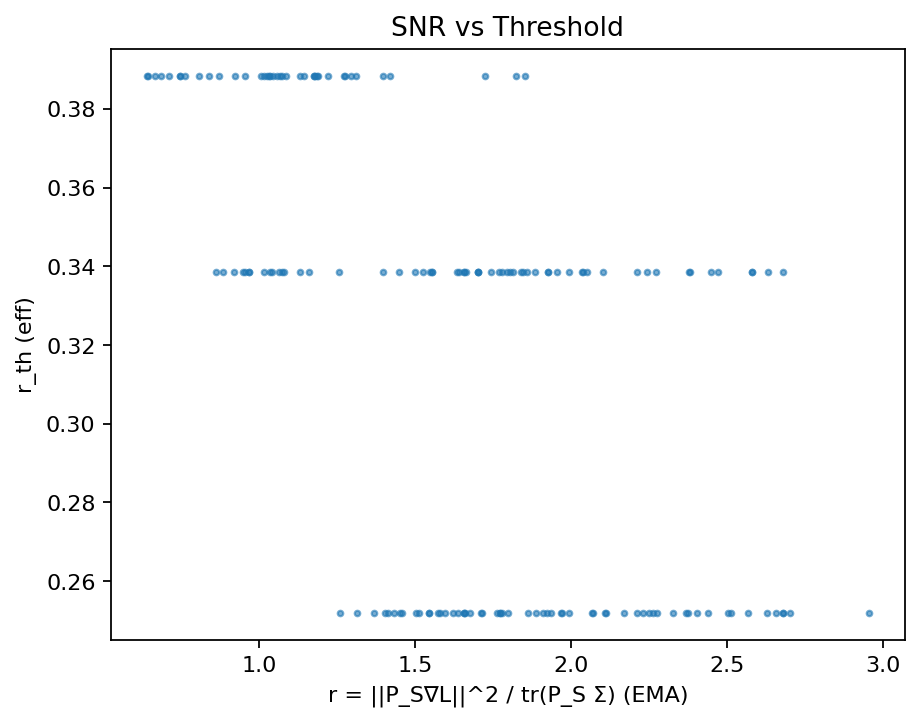 SNR vs Threshold
0.38
0.36
0.34
0.32
0.30
0.28
0.26
r_th (eff)
1.0 1.5 2.0 2.5 3.0
r = ||P_S∇L||^2 / tr(P_S Σ) (EMA)